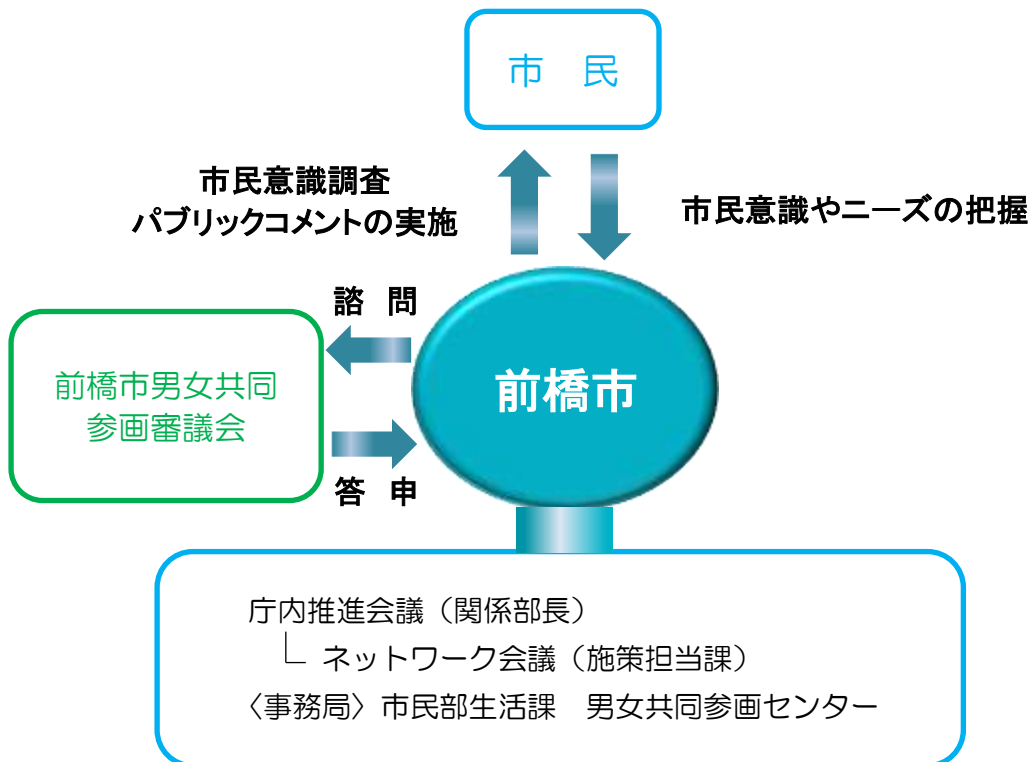 市　民
市民意識調査
パブリックコメントの実施
市民意識やニーズの把握
諮　問
前橋市男女共同
参画審議会
前橋市
答　申
庁内推進会議（関係部長）
ネットワーク会議（施策担当課）
〈事務局〉市民部生活課　男女共同参画センター